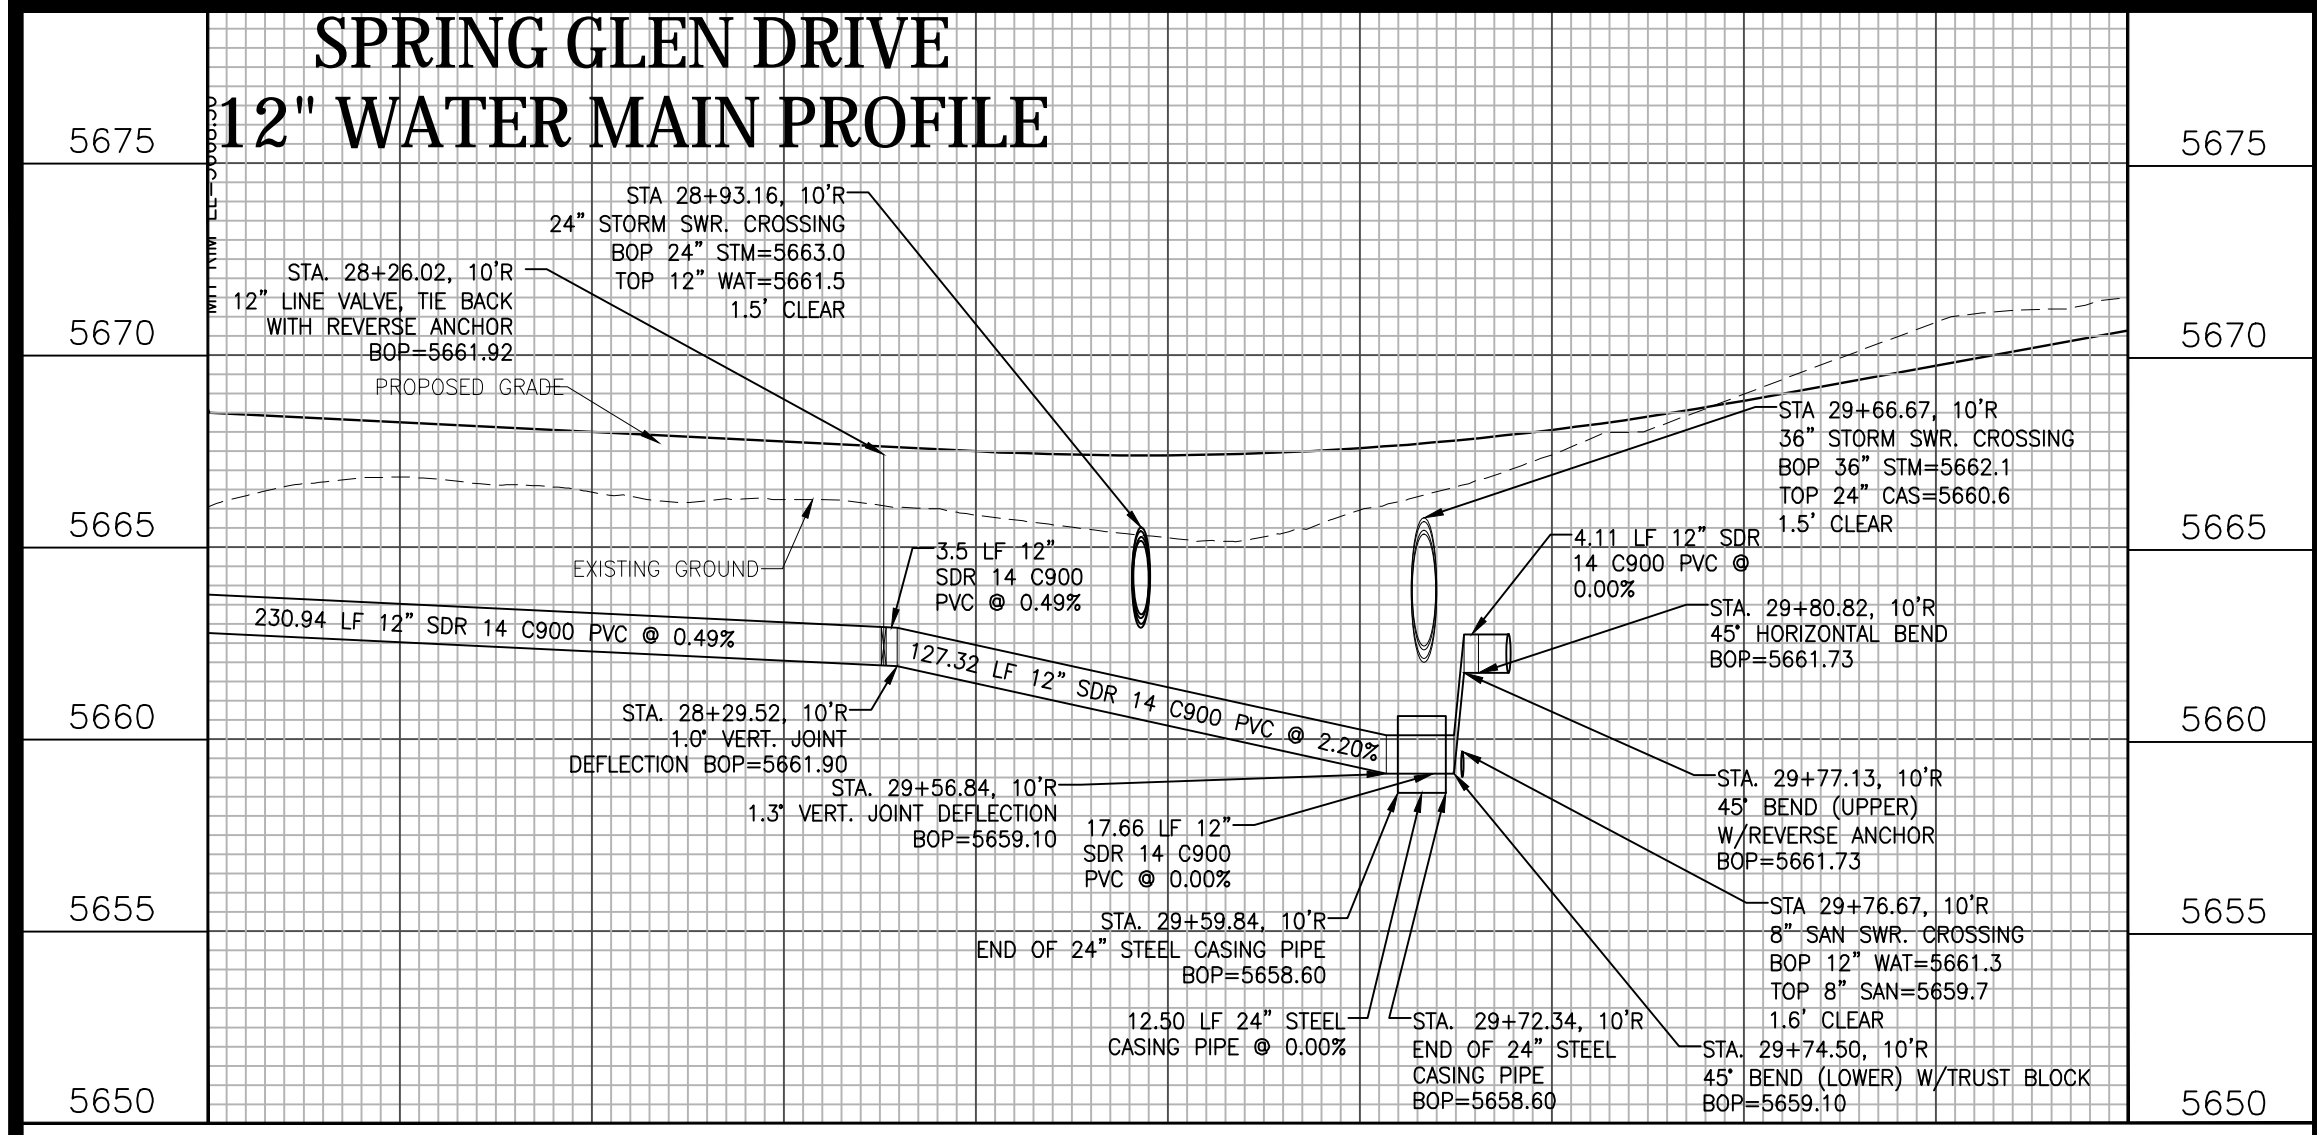 SPRING GLEN DRIVE
12" WATER MAIN PROFILE
5675
5670
5665
5660
5655
5650
5675
5670
5665
5660
5655
5650
STA 28+93.16, 10'R
24" STORM SWR. CROSSING
BOP 24" STM=5663.0
TOP 12" WAT=5661.5
1.5' CLEAR
STA. 28+26.02, 10'R
12" LINE VALVE, TIE BACK
WITH REVERSE ANCHOR
BOP=5661.92
PROPOSED GRADE
EXISTING GROUND
3.5 LF 12"
SDR 14 C900
PVC @ 0.49%
230.94 LF 12" SDR 14 C900 PVC @ 0.49%
127.32 LF 12" SDR 14 C900 PVC @ 2.20%
STA 29+66.67, 10'R
36" STORM SWR. CROSSING
BOP 36" STM=5662.1
TOP 24" CAS=5660.6
1.5' CLEAR
4.11 LF 12" SDR
14 C900 PVC @
0.00%
STA. 29+80.82, 10'R
45° HORIZONTAL BEND
BOP=5661.73
STA. 28+29.52, 10'R
1.0° VERT. JOINT
DEFLECTION BOP=5661.90
STA. 29+56.84, 10'R
1.3° VERT. JOINT DEFLECTION
BOP=5659.10
17.66 LF 12"
SDR 14 C900
PVC @ 0.00%
STA. 29+77.13, 10'R
45° BEND (UPPER)
W/REVERSE ANCHOR
BOP=5661.73
STA. 29+59.84, 10'R
END OF 24" STEEL CASING PIPE
BOP=5658.60
STA 29+76.67, 10'R
8" SAN SWR. CROSSING
BOP 12" WAT=5661.3
TOP 8" SAN=5659.7
1.6' CLEAR
12.50 LF 24" STEEL
CASING PIPE @ 0.00%
STA. 29+72.34, 10'R
END OF 24" STEEL
CASING PIPE
BOP=5658.60
STA. 29+74.50, 10'R
45° BEND (LOWER) W/TRUST BLOCK
BOP=5659.10